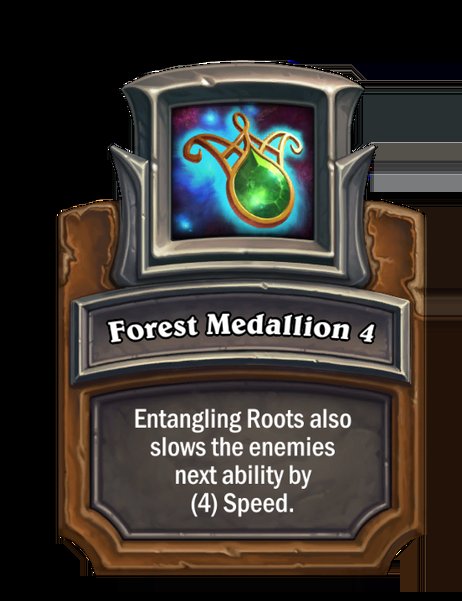 Forest Medallion 4
Entangling Roots also
slows the enemies
next ability by
(4) Speed.